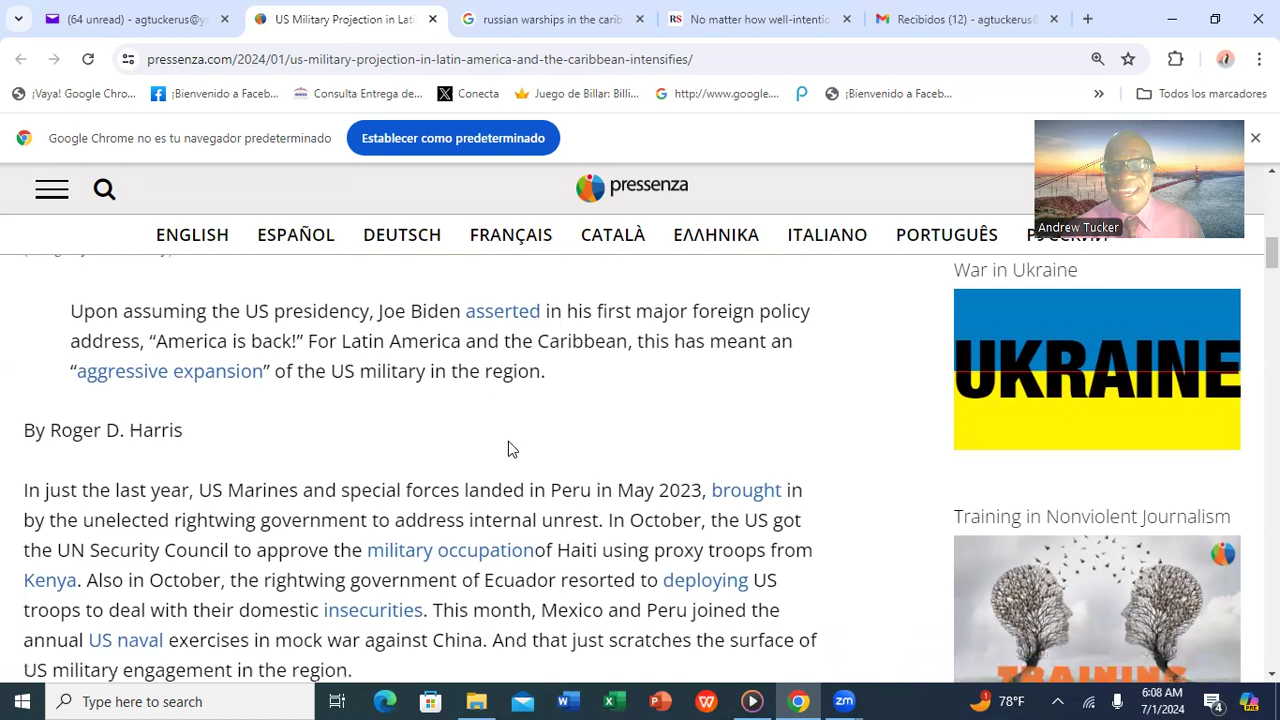 (64 unread) - agtuckerus@y
US Military Projection in Lati
russian warships in the carib
No matter how well-intentio
Recibidos (12) - agtuckerus@
pressenza.com/2024/01/us-military-projection-in-latin-america-and-the-caribbean-intensifies/
¡Vaya! Google Chro...
¡Bienvenido a Faceb...
Consulta Entrega de...
Conecta
Juego de Billar: Billi...
http://www.google....
¡Bienvenido a Faceb...
Todos los marcadores
Google Chrome no es tu navegador predeterminado
Establecer como predeterminado
Andrew Tucker
pressenza
ENGLISH ESPAÑOL DEUTSCH FRANÇAIS CATALÀ ΕΛΛΗΝΙΚΑ ITALIANO PORTUGUÊS
Upon assuming the US presidency, Joe Biden asserted in his first major foreign policy
address, “America is back!” For Latin America and the Caribbean, this has meant an
“aggressive expansion” of the US military in the region.
By Roger D. Harris
In just the last year, US Marines and special forces landed in Peru in May 2023, brought in
by the unelected rightwing government to address internal unrest. In October, the US got
the UN Security Council to approve the military occupationof Haiti using proxy troops from
Kenya. Also in October, the rightwing government of Ecuador resorted to deploying US
troops to deal with their domestic insecurities. This month, Mexico and Peru joined the
annual US naval exercises in mock war against China. And that just scratches the surface of
US military engagement in the region.
War in Ukraine
UKRAINE
Training in Nonviolent Journalism
TRAINING
Type here to search
78°F
6:08 AM
7/1/2024
4